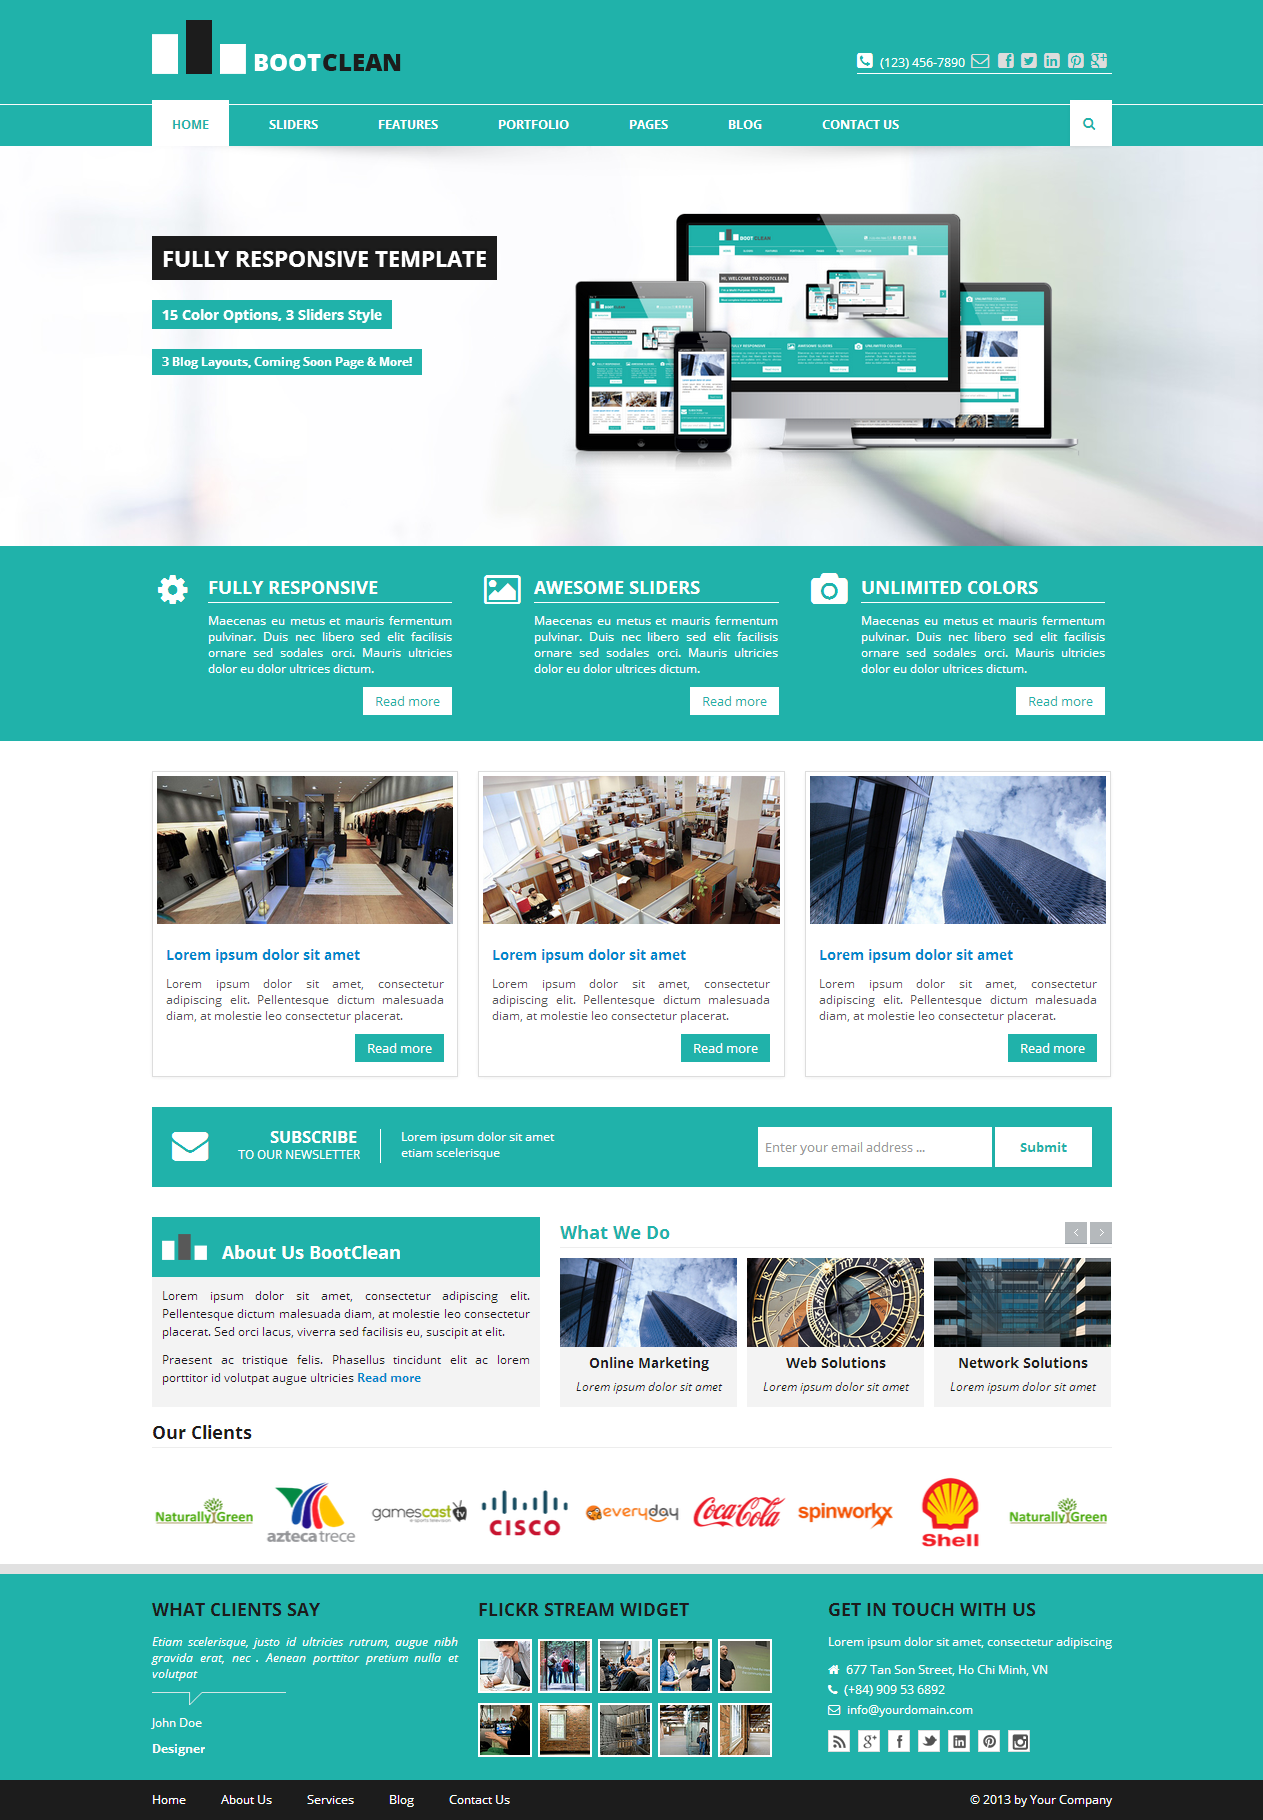 BOOTCLEAN
(123) 456-7890
HOME SLIDERS FEATURES PORTFOLIO PAGES BLOG CONTACT US
FULLY RESPONSIVE TEMPLATE
15 Color Options, 3 Sliders Style
3 Blog Layouts, Coming Soon Page & More!
BOOTCLEAN
HI, WELCOME TO BOOTCLEAN
FULLY RESPONSIVE
Maecenas eu metus et mauris fermentum
pulvinar. Duis nec libero sed elit facilisis
ornare sed sodales orci. Mauris ultricies
dolor eu dolor ultrices dictum.
Read more
AWESOME SLIDERS
Maecenas eu metus et mauris fermentum
pulvinar. Duis nec libero sed elit facilisis
ornare sed sodales orci. Mauris ultricies
dolor eu dolor ultrices dictum.
Read more
UNLIMITED COLORS
Maecenas eu metus et mauris fermentum
pulvinar. Duis nec libero sed elit facilisis
ornare sed sodales orci. Mauris ultricies
dolor eu dolor ultrices dictum.
Read more
Lorem ipsum dolor sit amet
Lorem ipsum dolor sit amet, consectetur
adipiscing elit. Pellentesque dictum malesuada
diam, at molestie leo consectetur placerat.
Read more
Lorem ipsum dolor sit amet
Lorem ipsum dolor sit amet, consectetur
adipiscing elit. Pellentesque dictum malesuada
diam, at molestie leo consectetur placerat.
Read more
Lorem ipsum dolor sit amet
Lorem ipsum dolor sit amet, consectetur
adipiscing elit. Pellentesque dictum malesuada
diam, at molestie leo consectetur placerat.
Read more
SUBSCRIBE
TO OUR NEWSLETTER
Lorem ipsum dolor sit amet
etiam scelerisque
Enter your email address ...
Submit
About Us BootClean
Lorem ipsum dolor sit amet, consectetur adipiscing elit.
Pellentesque dictum malesuada diam, at molestie leo consectetur
placerat. Sed orci lacus, viverra sed facilisis eu, suscipit at elit.
Praesent ac tristique felis. Phasellus tincidunt elit ac lorem
porttitor id volutpat augue ultricies Read more
What We Do
Online Marketing
Lorem ipsum dolor sit amet
Web Solutions
Lorem ipsum dolor sit amet
Network Solutions
Lorem ipsum dolor sit amet
Our Clients
Naturally Green
azteca trece
gamescast tv
e-sports television
CISCO
everyday
Coca-Cola
spinworkx
Shell
Naturally Green
WHAT CLIENTS SAY
Etiam scelerisque, justo id ultricies rutrum, augue nibh
gravida erat, nec . Aenean porttitor pretium nulla et
volutpat
John Doe
Designer
FLICKR STREAM WIDGET
GET IN TOUCH WITH US
Lorem ipsum dolor sit amet, consectetur adipiscing
677 Tan Son Street, Ho Chi Minh, VN
(+84) 909 53 6892
info@yourdomain.com
Home About Us Services Blog Contact Us
© 2013 by Your Company